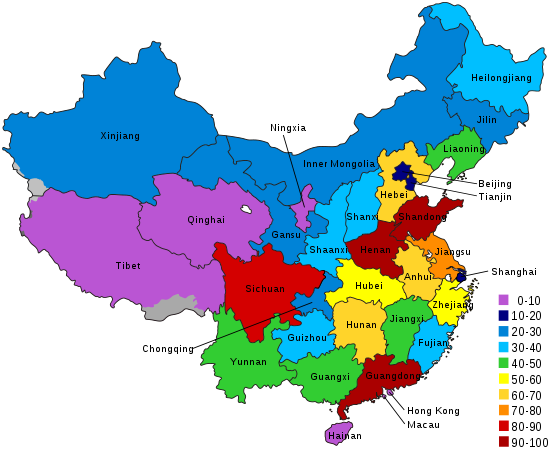 Heilongjiang
Jilin
Xinjiang
Ningxia
Liaoning
Inner Mongolia
Beijing
Tianjin
Hebei
Shanxi
Shandong
Qinghai
Gansu
Shaanxi
Henan
Jiangsu
Tibet
Shanghai
Anhui
Sichuan
Hubei
Zhejiang
Chongqing
Hunan
Jiangxi
Guizhou
Fujian
Yunnan
Guangxi
Guangdong
Hong Kong
Macau
Hainan
0-10
10-20
20-30
30-40
40-50
50-60
60-70
70-80
80-90
90-100